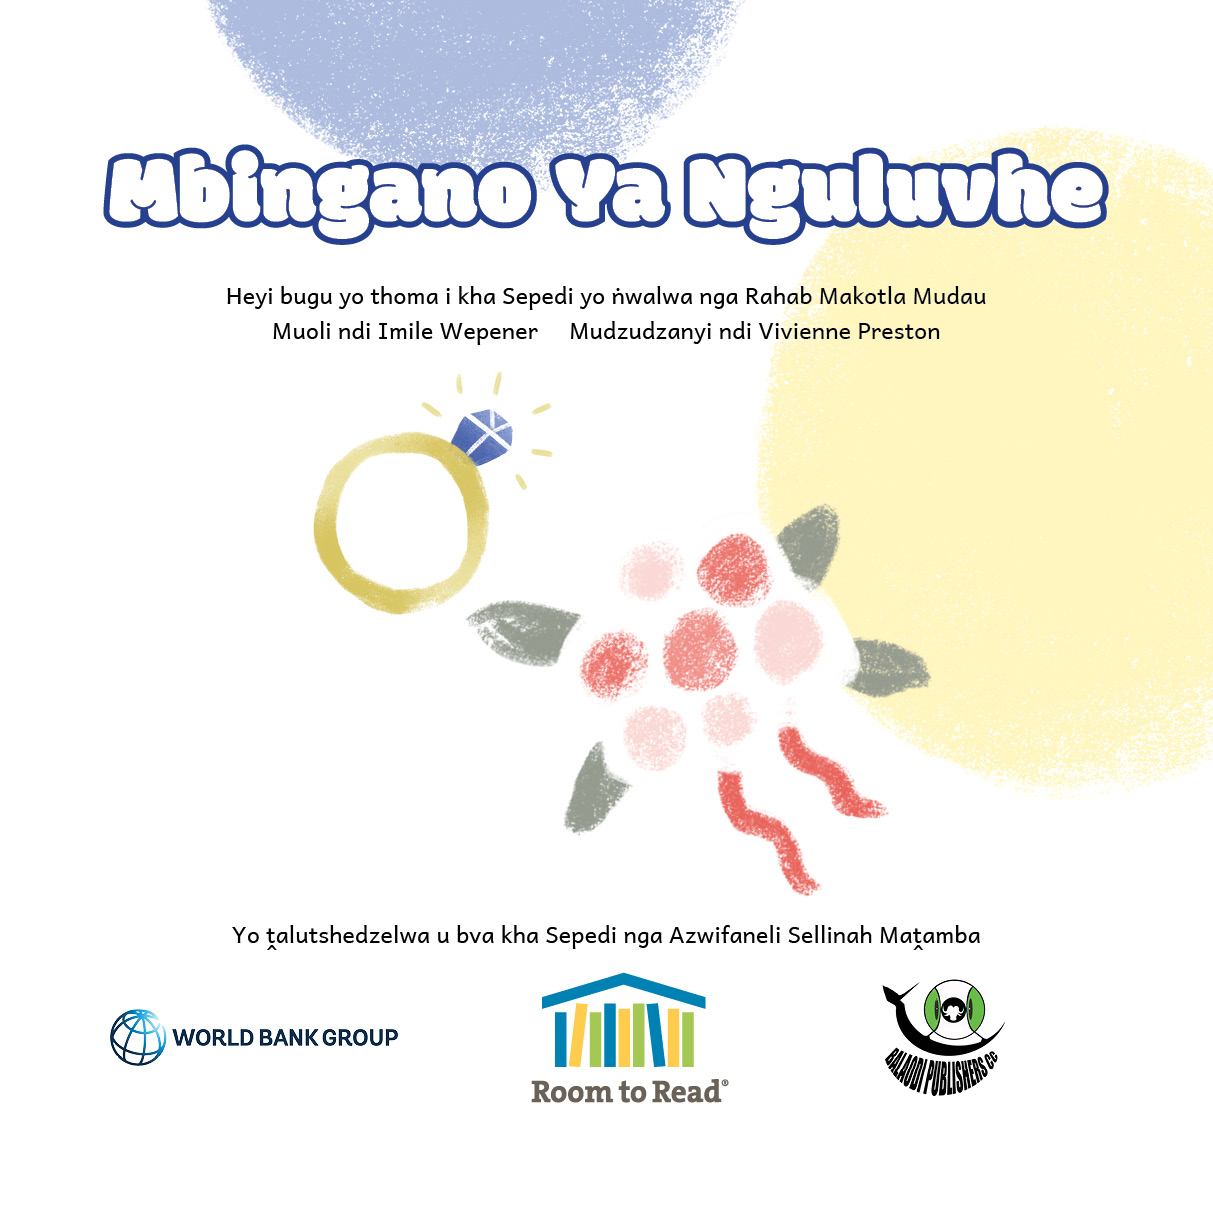 Mbingano Ya Nguluvhe
Heyi bugu yo thoma i kha Sepedi yo ṅwalwa nga Rahab Makotla Mudau
Muoli ndi Imile Wepener Mudzudzanyi ndi Vivienne Preston
Yo ṱalutshedzelwa u bva kha Sepedi nga Azwifaneli Sellinah Maṱamba
WORLD BANK GROUP
Room to Read®
BALAODI PUBLISHERS CC